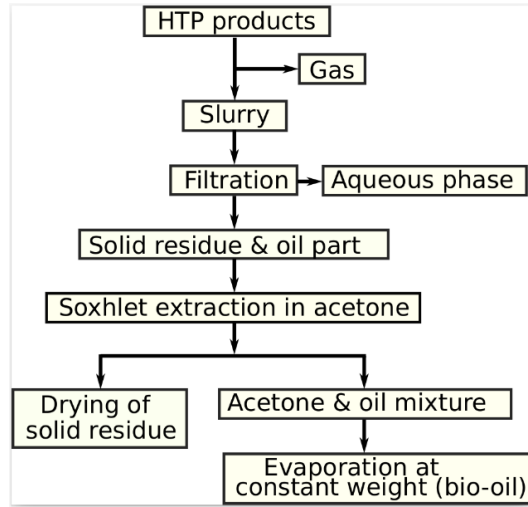 HTP products
Gas
Slurry
Filtration
Aqueous phase
Solid residue & oil part
Soxhlet extraction in acetone
Drying of
solid residue
Acetone & oil mixture
Evaporation at
constant weight (bio-oil)